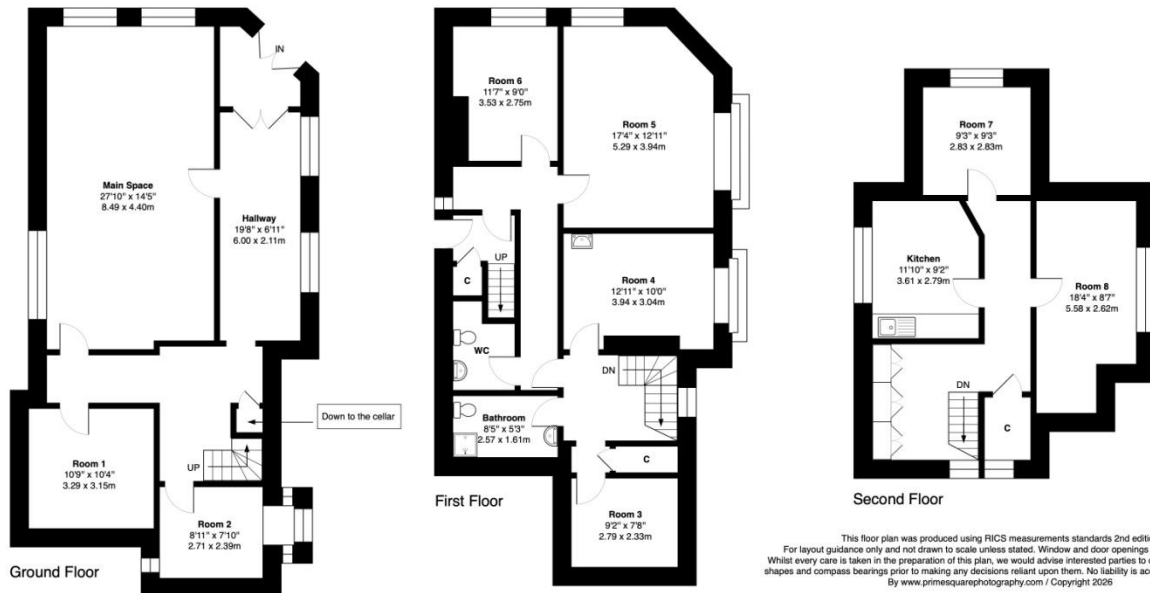 IN
Main Space
27'10" x 14'5"
8.49 x 4.40m
Hallway
19'8" x 6'11"
6.00 x 2.11m
Down to the cellar
Room 1
10'9" x 10'4"
3.29 x 3.15m
UP
Room 2
8'11" x 7'10"
2.71 x 2.39m
Ground Floor
Room 6
11'7" x 9'0"
3.53 x 2.75m
Room 5
17'4" x 12'11"
5.29 x 3.94m
UP
C
Room 4
12'11" x 10'0"
3.94 x 3.04m
WC
DN
Bathroom
8'5" x 5'3"
2.57 x 1.61m
C
Room 3
9'2" x 7'8"
2.79 x 2.33m
First Floor
Room 7
9'3" x 9'3"
2.83 x 2.83m
Kitchen
11'10" x 9'2"
3.61 x 2.79m
Room 8
18'4" x 8'7"
5.58 x 2.62m
DN
C
Second Floor
This floor plan was produced using RICS measurements standards 2nd
For layout guidance only and not drawn to scale unless stated. Window and door openings
Whilst every care is taken in the preparation of this plan, we would advise interested parties to
shapes and compass bearings prior to making any decisions reliant upon them. No liability is
By www.primesquarephotography.com / Copyright 2026